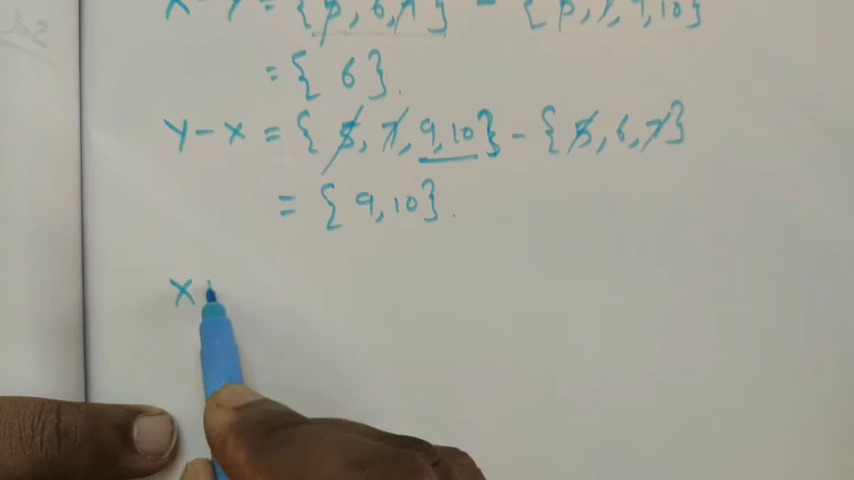 X - Y = {5, 6, 7} - {5, 7, 9, 10}
= { 6 }.
Y - X = { 5, 7, 9, 10} - {5, 6, 7}
= { 9, 10}.
X